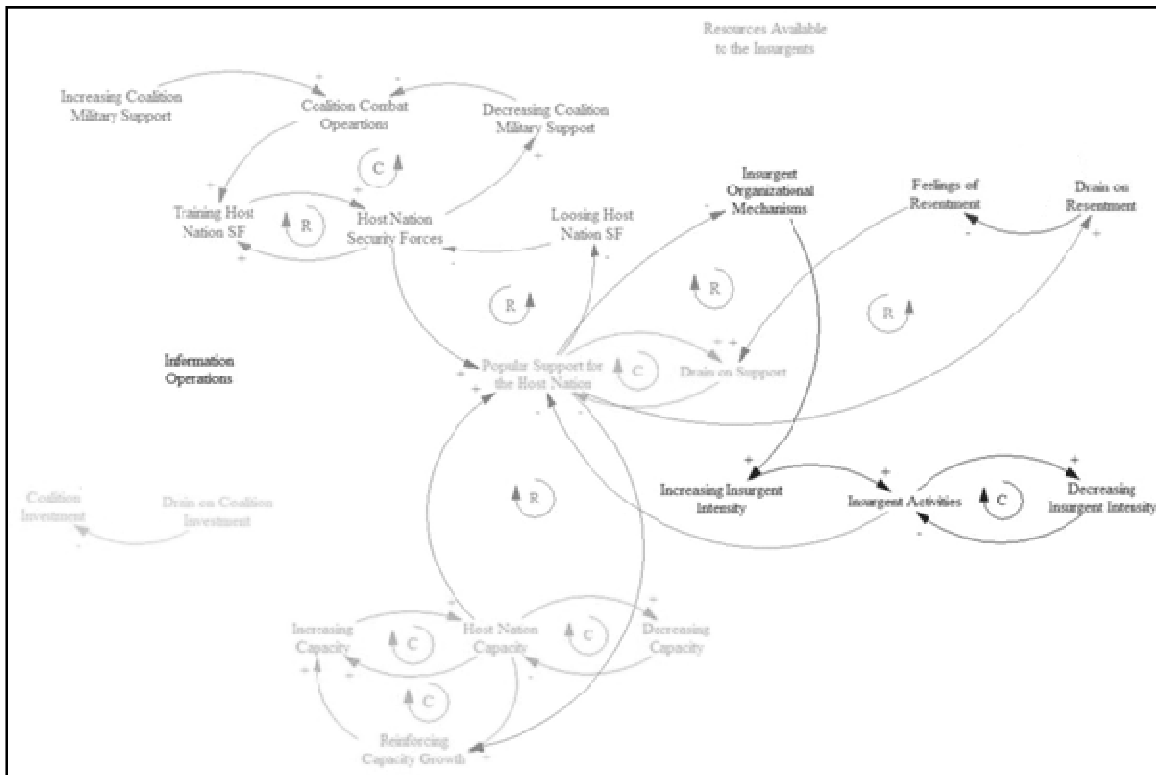 Resources Available
to the Insurgents
Increasing Coalition
Military Support
Coalition Combat
Opeartions
Decreasing Coalition
Military Support
C
Insurgent
Organizational
Mechanisms
Feelings of
Resentment
Drain on
Resentment
Training Host
Nation SF
R
Host Nation
Security Forces
Loosing Host
Nation SF
R
R
R
Information
Operations
Popular Support for
the Host Nation
C
Drain on Support
R
Increasing Insurgent
Intensity
Insurgent Activities
C
Decreasing
Insurgent Intensity
Coalition
Investment
Drain on Coalition
Investment
Increasing
Capacity
C
Host Nation
Capacity
C
Decreasing
Capacity
C
Reinforcing
Capacity Growth